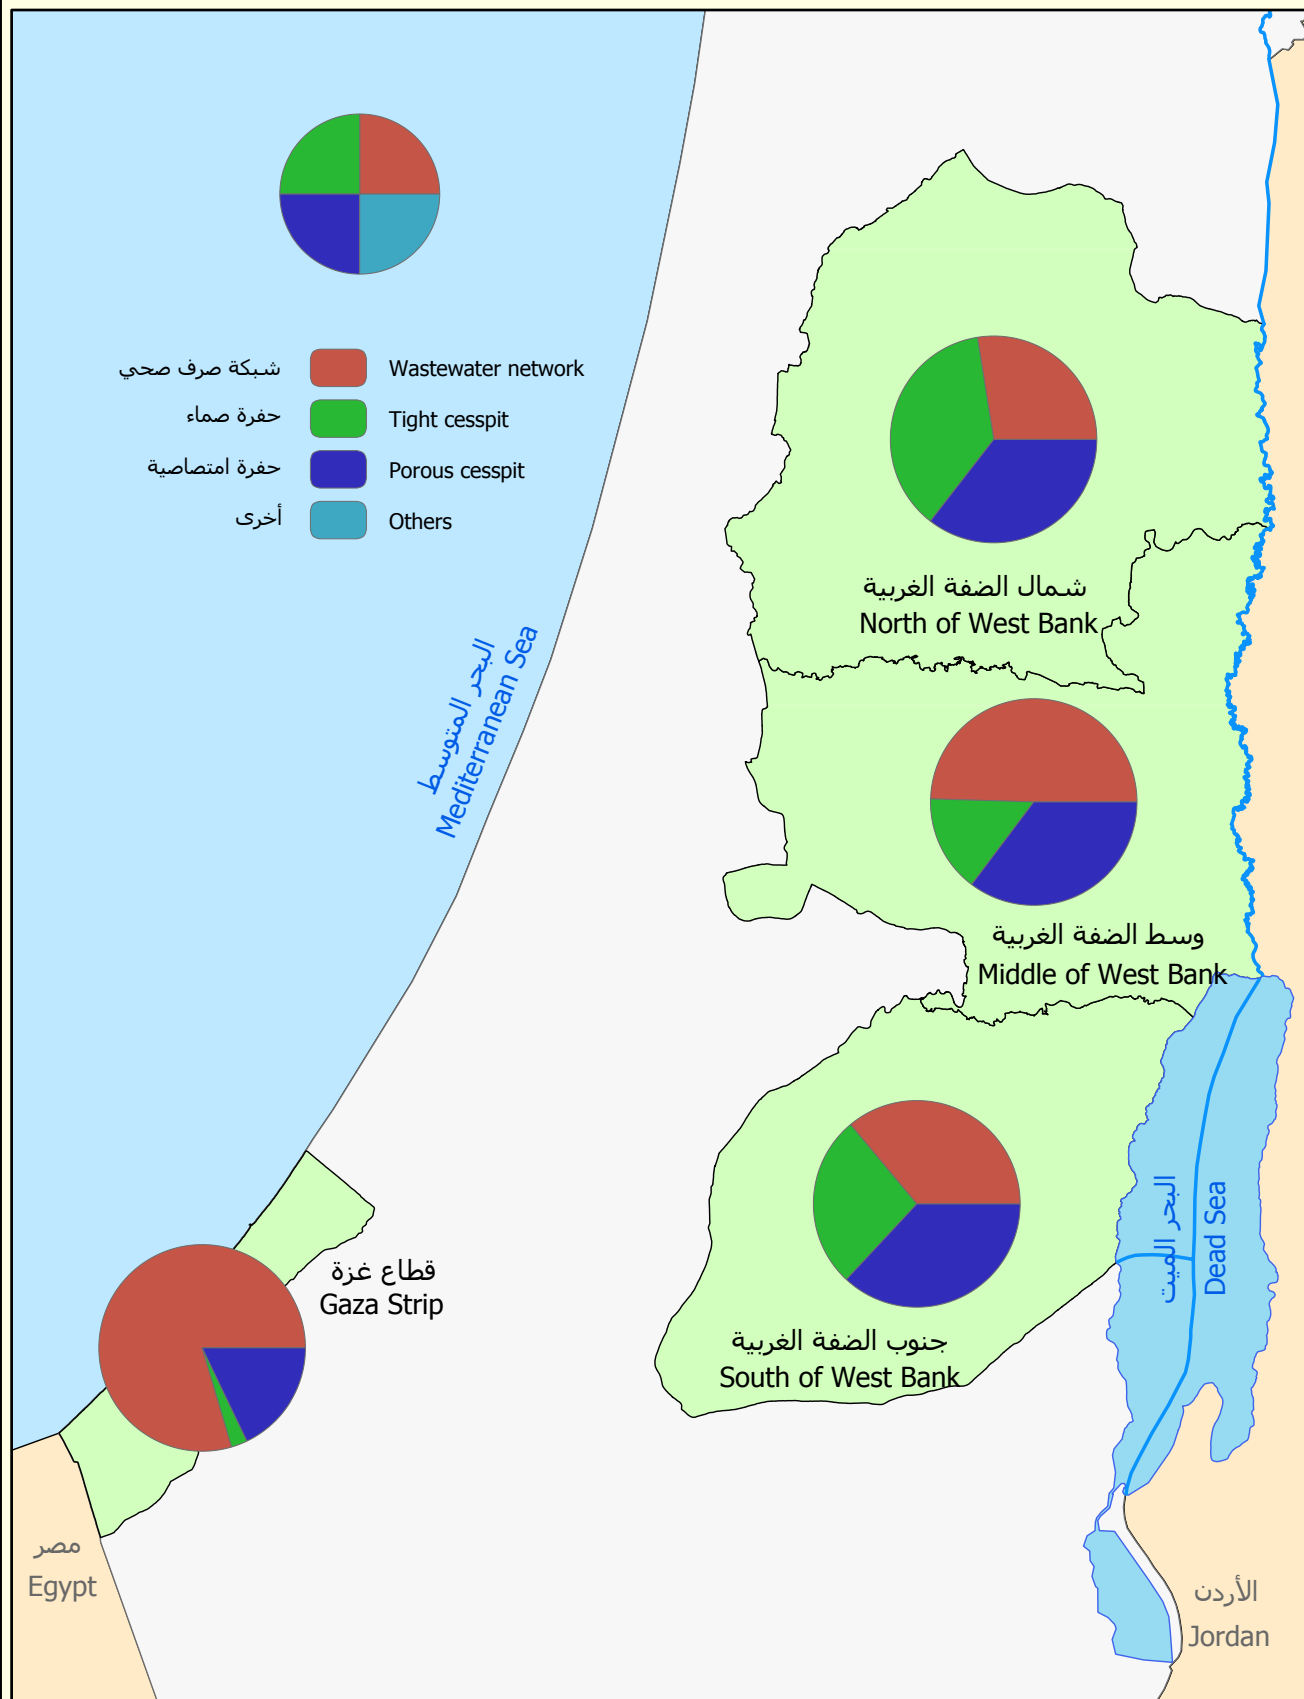 شبكة صرف صحي
Wastewater network
حفرة صماء
Tight cesspit
حفرة امتصاصية
Porous cesspit
أخرى
Others
شمال الضفة الغربية
North of West Bank
البحر المتوسط
Mediterranean Sea
وسط الضفة الغربية
Middle of West Bank
البحر الميت
Dead Sea
قطاع غزة
Gaza Strip
جنوب الضفة الغربية
South of West Bank
مصر
Egypt
الأردن
Jordan